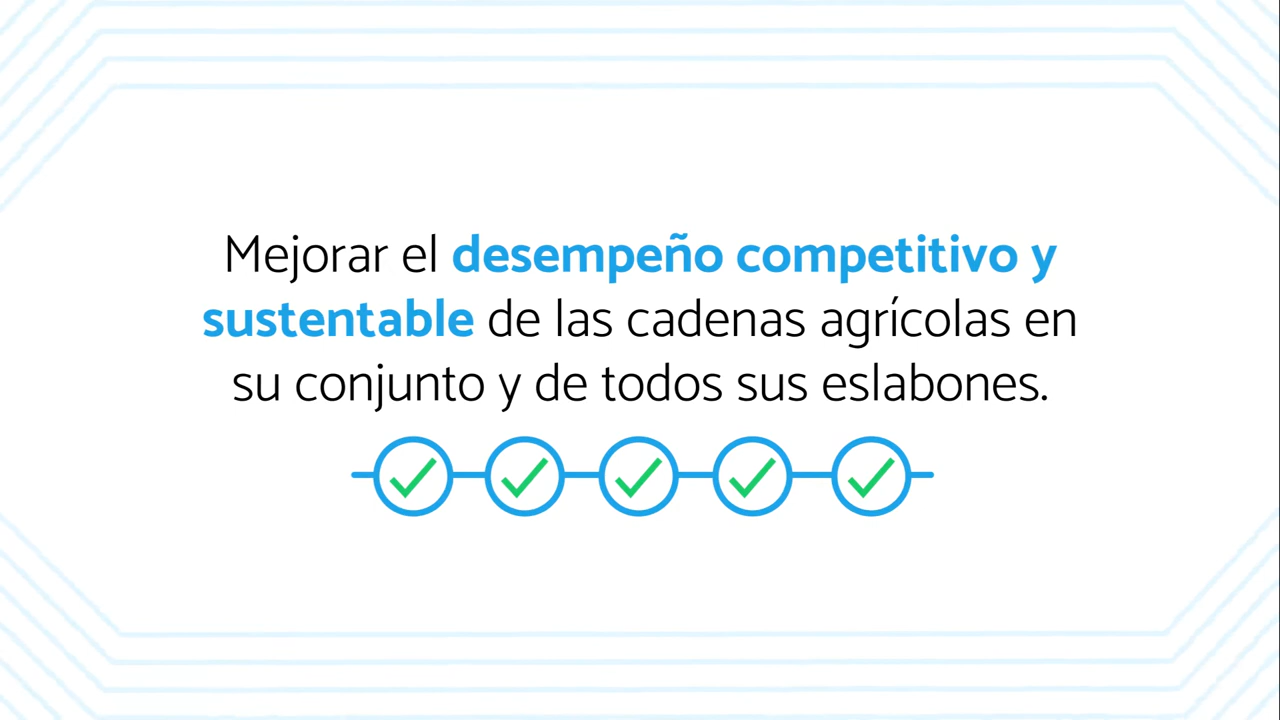 Mejorar el desempeño competitivo y
sustentable de las cadenas agrícolas en
su conjunto y de todos sus eslabones.